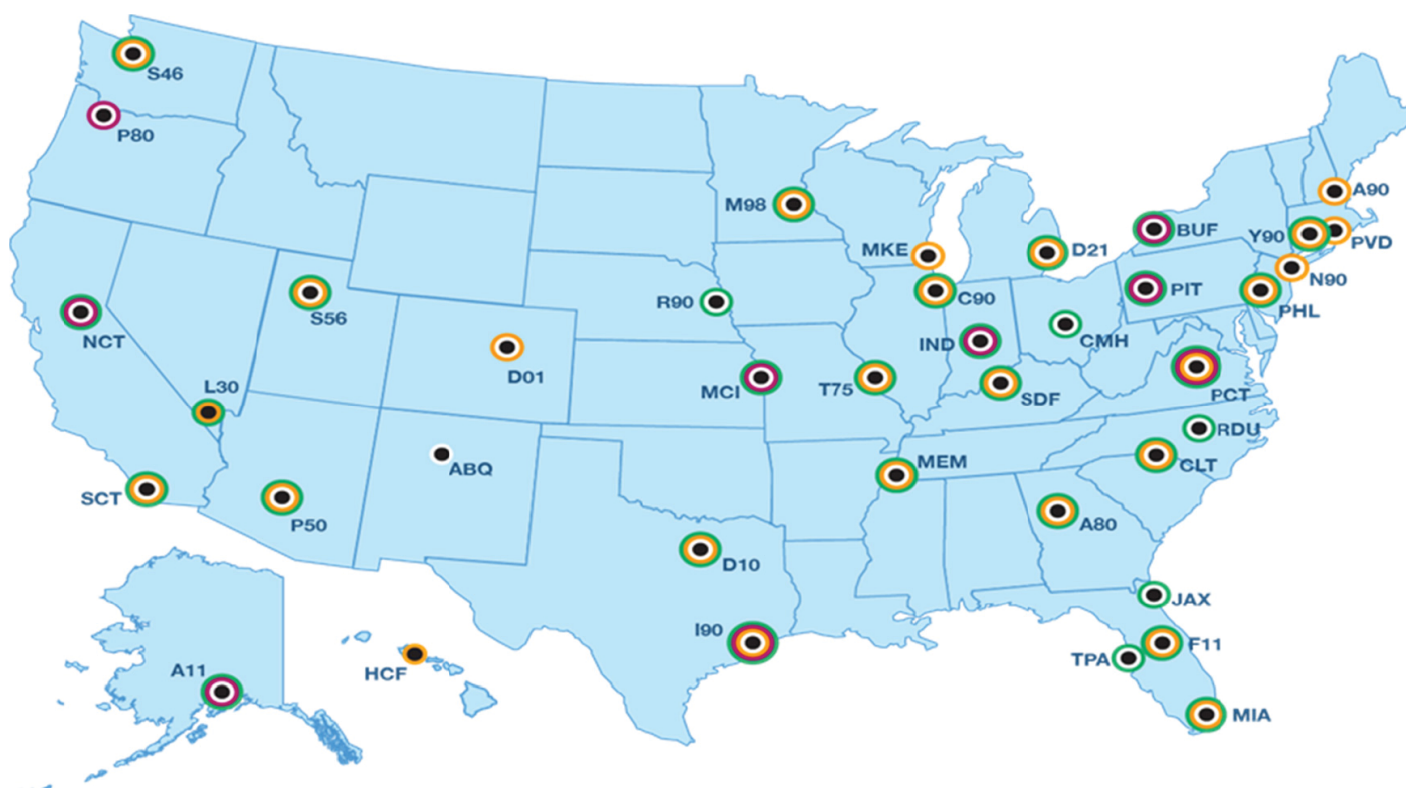 S46
P80
M98
A90
BUF
Y90
PVD
MKE
D21
N90
R90
C90
PIT
PHL
S56
NCT
IND
CMH
D01
L30
MCI
T75
SDF
PCT
RDU
ABQ
MEM
CLT
SCT
P50
A80
D10
JAX
I90
F11
TPA
HCF
A11
MIA